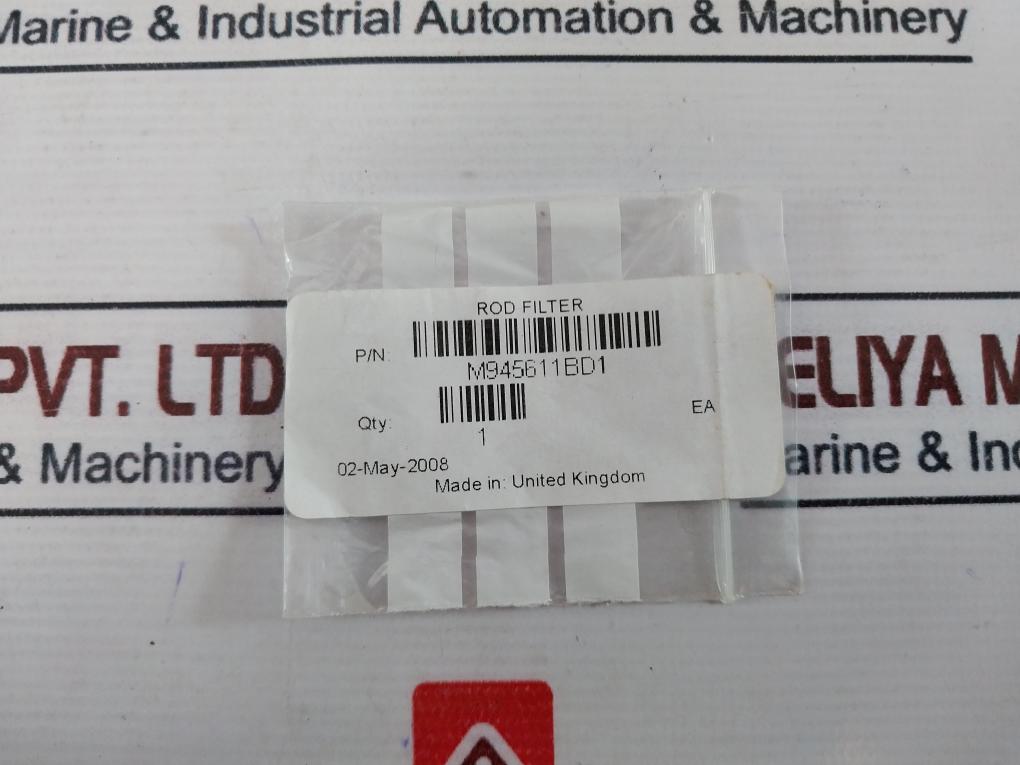 Marine & Industrial Automation & Machinery
ROD FILTER
P/N:
M945611BD1
PVT. LTD
ELIYA M
Qty:
1
EA
& Machinery
arine & Ind
02-May-2008
Made in: United Kingdom